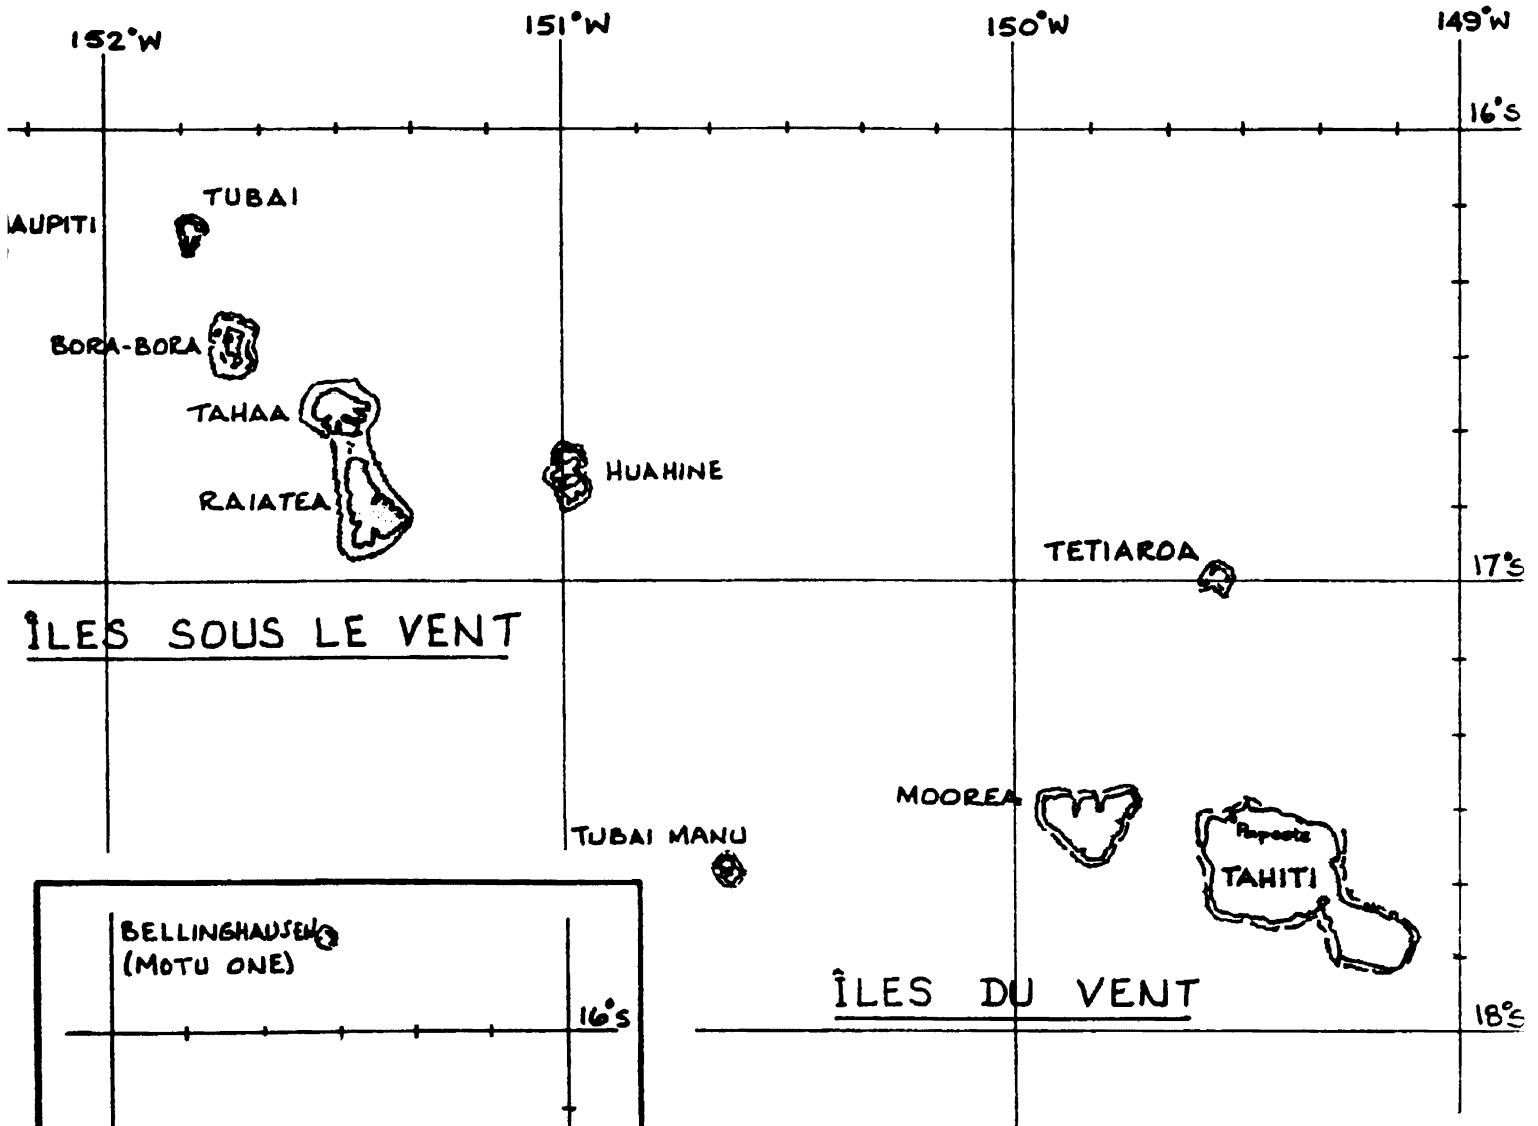 152°W 151°W 150°W 149°W
16°S
TUBAI
AUPITI
BORA-BORA
TAHAA
HUAHINE
RAIATEA
TETIAROA
17°S
ÎLES SOUS LE VENT
MOOREA
TUBAI MANU
Papeete
TAHITI
BELLINGHAUSEN
(MOTU ONE)
ÎLES DU VENT
16°S
18°S